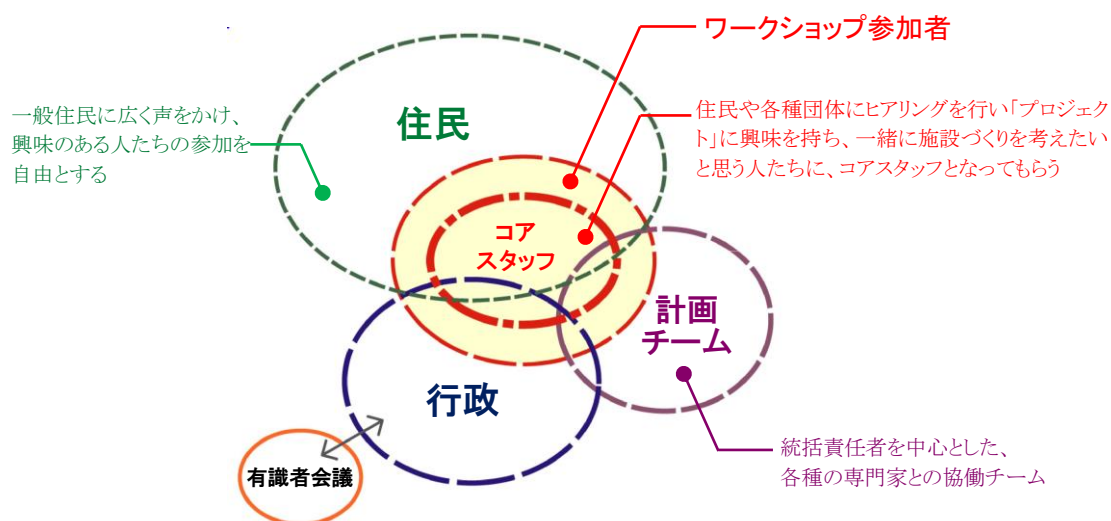 ワークショップ参加者
住民
一般住民に広く声をかけ、
興味のある人たちの参加を
自由とする
住民や各種団体にヒアリングを行い「プロジェク
ト」に興味を持ち、一緒に施設づくりを考えたい
と思う人たちに、コアスタッフとなってもらう
コア
スタッフ
計画
チーム
行政
有識者会議
統括責任者を中心とした、
各種の専門家との協働チーム